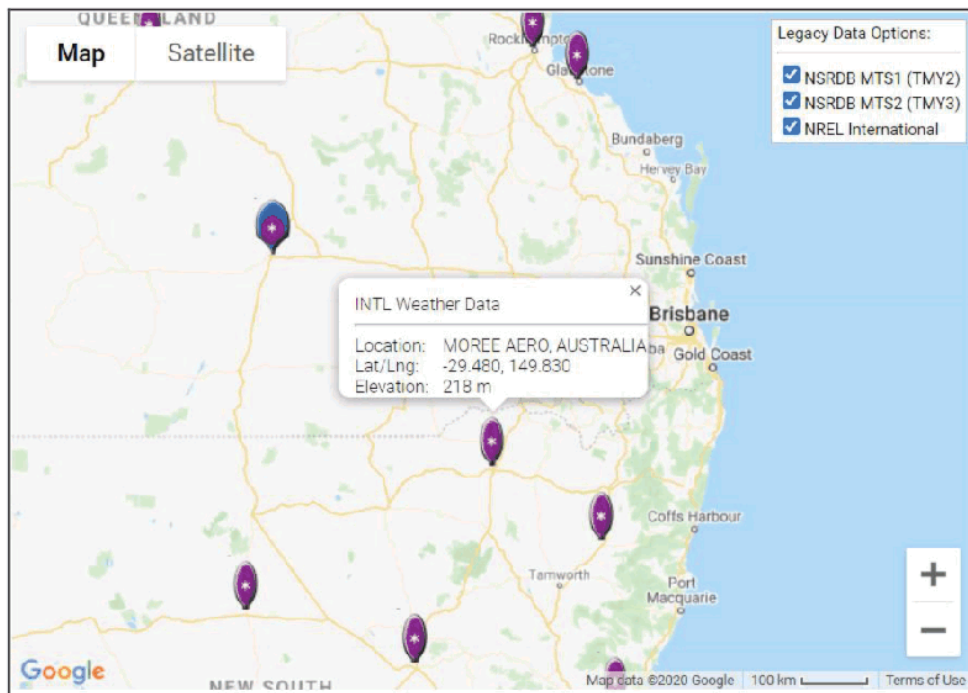 QUEENSLAND
Map Satellite
Rockhampton
Gladstone
Legacy Data Options:
NSRDB MTS1 (TMY2)
NSRDB MTS2 (TMY3)
NREL International
Bundaberg
Hervey Bay
Sunshine Coast
INTL Weather Data
×
Location: MOREE AERO, AUSTRALIA
Lat/Lng: -29.480, 149.830
Elevation: 218 m
Brisbane
ba
Gold Coast
Coffs Harbour
Tamworth
Port
Macquarie
+
−
Google
NEW SOUTH
Map data ©2020 Google 100 km Terms of Use